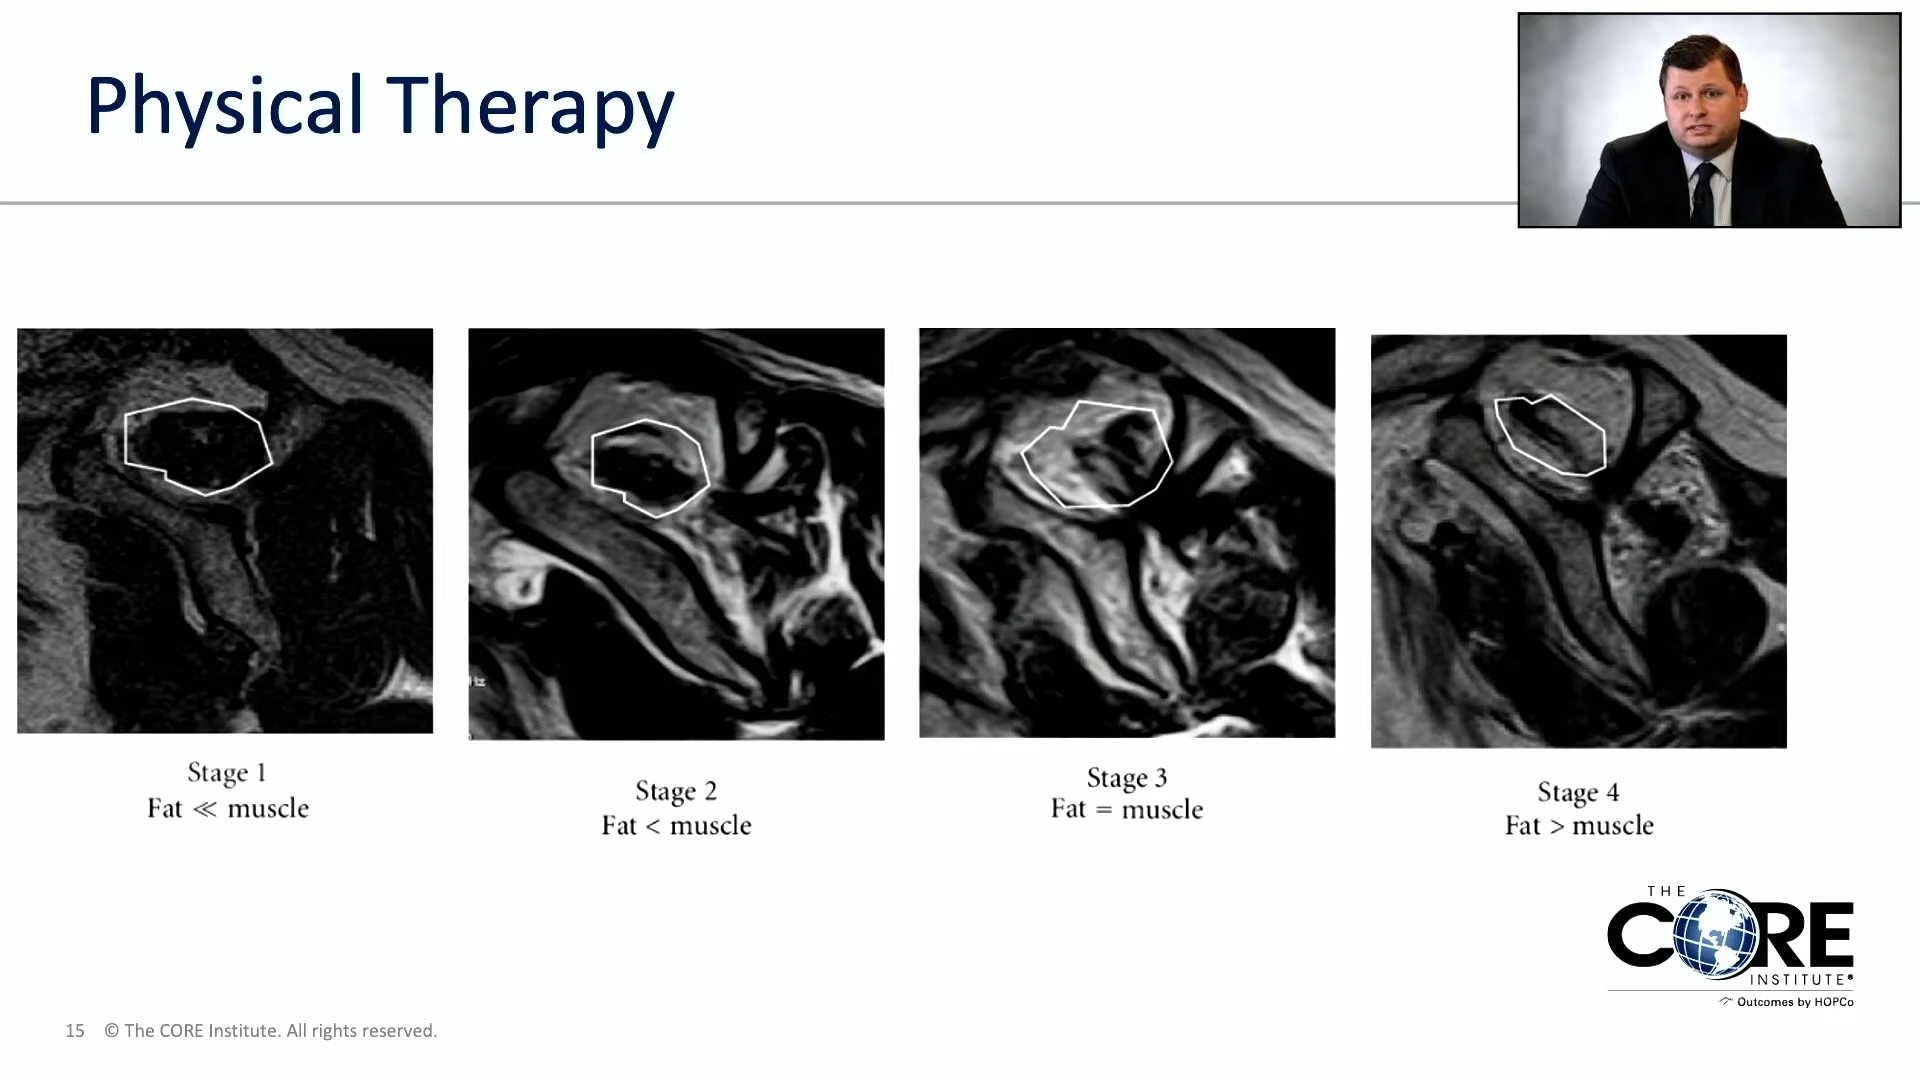 Physical Therapy
Hz
Stage 1
Fat ≪ muscle
Stage 2
Fat < muscle
Stage 3
Fat = muscle
Stage 4
Fat > muscle
THE
CORE
INSTITUTE®
Outcomes by HOPCo
15 © The CORE Institute. All rights reserved.